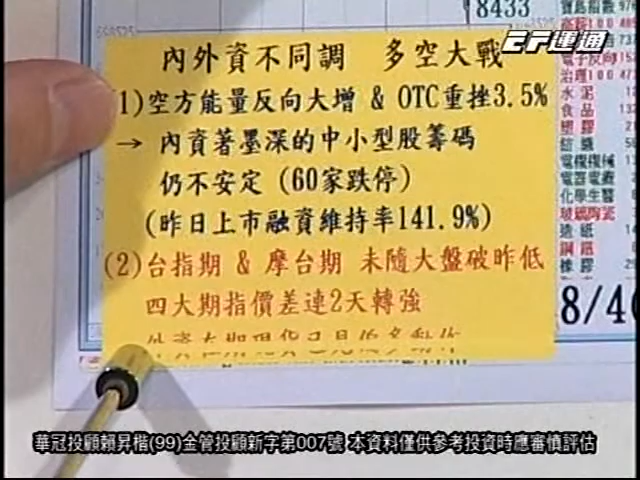 8433
EF運通
內外資不同調 多空大戰
(1)空方能量反向大增 & OTC重挫3.5%
→ 內資著墨深的中小型股籌碼
仍不安定 (60家跌停)
(昨日上市融資維持率141.9%)
(2)台指期 & 摩台期 未隨大盤破昨低
四大期指價差連2天轉強
水泥
食品
塑膠
電器電纜
化學生醫
玻璃陶瓷
造紙
鋼鐵
橡膠
8/4
華冠投顧賴昇楷(99)金管投顧新字第007號 本資料僅供參考投資時應審慎評估